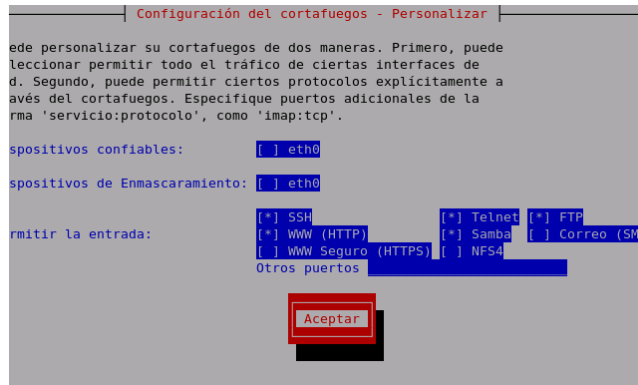 Configuración del cortafuegos - Personalizar
ede personalizar su cortafuegos de dos maneras. Primero, puede
leccionar permitir todo el tráfico de ciertas interfaces de
d. Segundo, puede permitir ciertos protocolos explícitamente a
avés del cortafuegos. Especifique puertos adicionales de la
rma 'servicio:protocolo', como 'imap:tcp'.
spositivos confiables: [ ] eth0
spositivos de Enmascaramiento: [ ] eth0
[*] SSH [*] Telnet [*] FTP
rmitir la entrada: [*] WWW (HTTP) [*] Samba [ ] Correo (SM
[ ] WWW Seguro (HTTPS) [ ] NFS4
Otros puertos
Aceptar